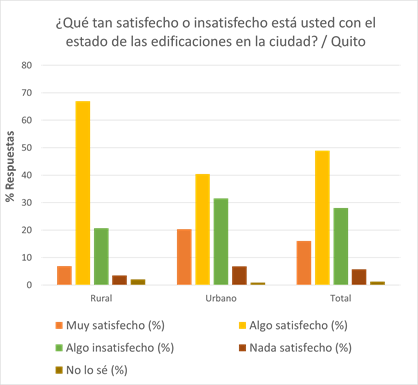 ¿Qué tan satisfecho o insatisfecho está usted con el
estado de las edificaciones en la ciudad? / Quito
% Respuestas
80
70
60
50
40
30
20
10
0
Rural
Urbano
Total
Muy satisfecho (%)
Algo satisfecho (%)
Algo insatisfecho (%)
Nada satisfecho (%)
No lo sé (%)